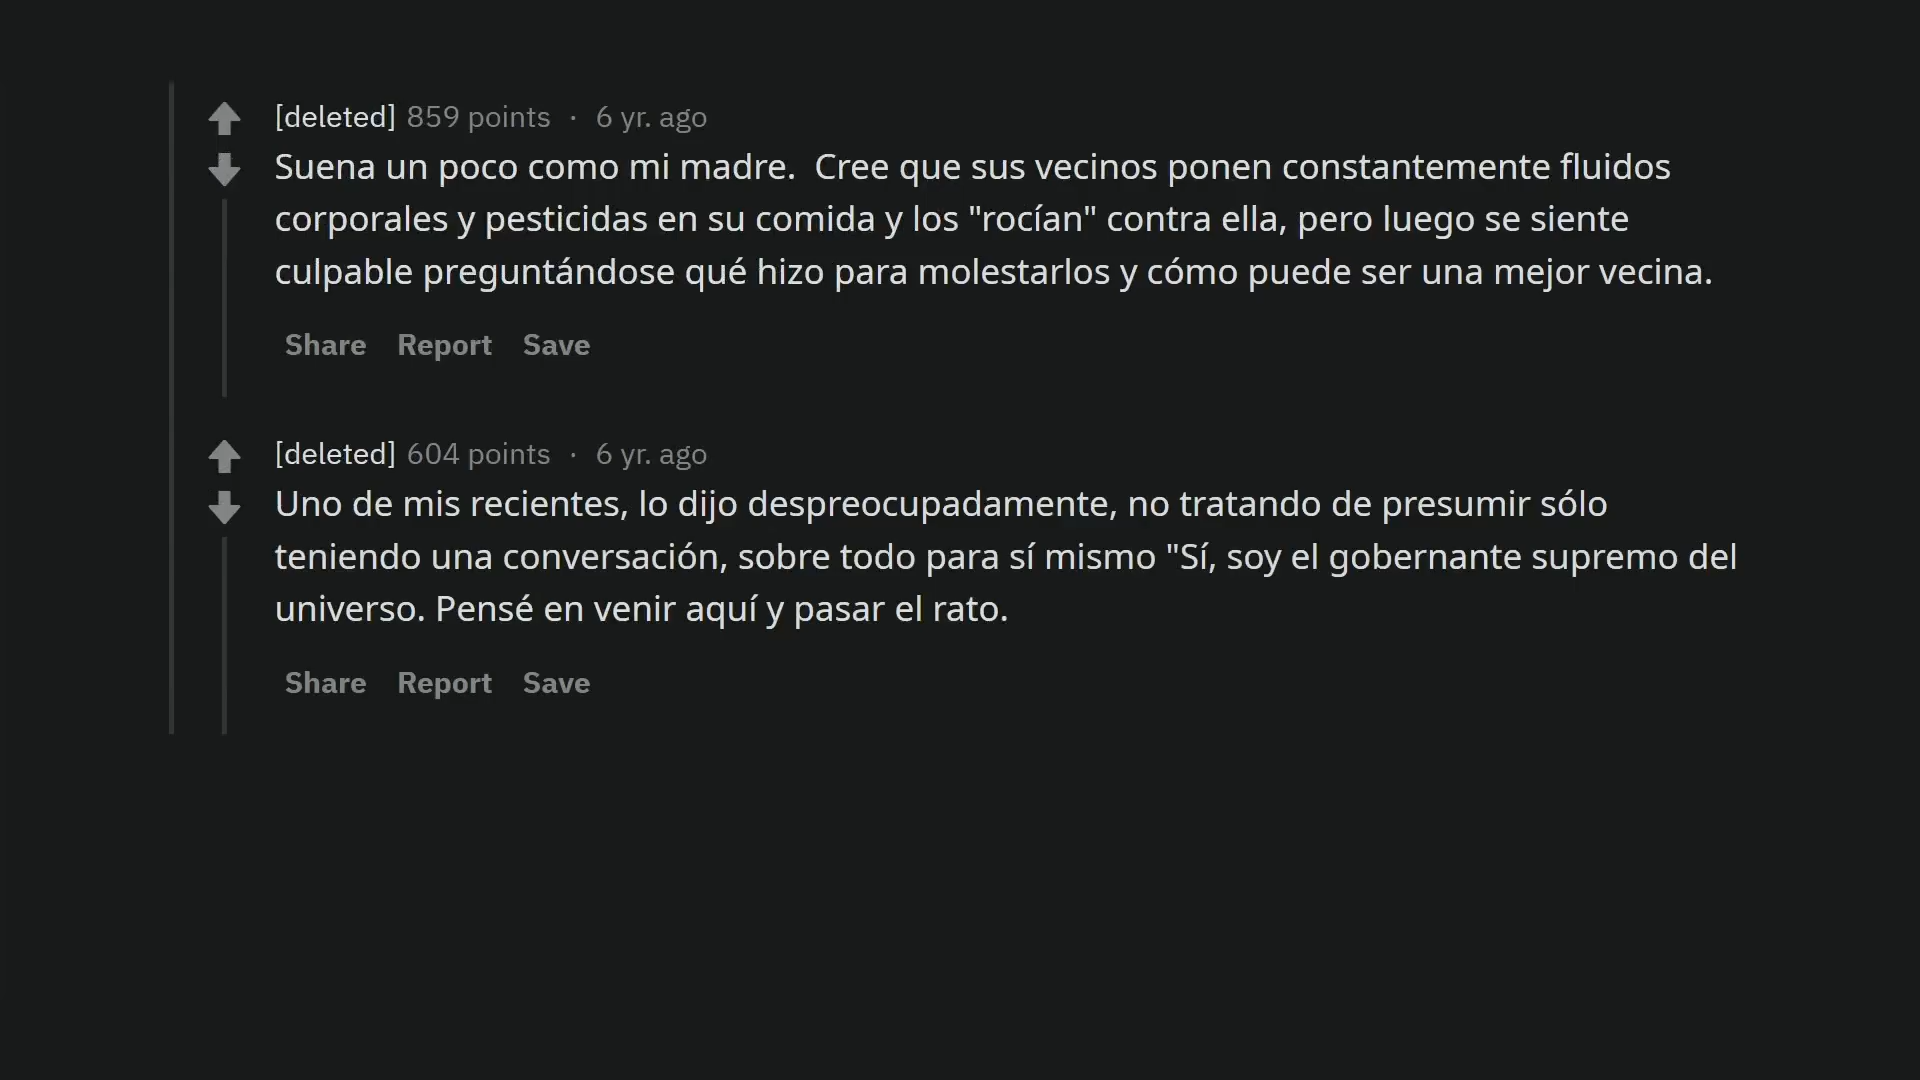 [deleted] 859 points · 6 yr. ago
Suena un poco como mi madre.  Cree que sus vecinos ponen constantemente fluidos
corporales y pesticidas en su comida y los "rocían" contra ella, pero luego se siente
culpable preguntándose qué hizo para molestarlos y cómo puede ser una mejor vecina.
Share Report Save
[deleted] 604 points · 6 yr. ago
Uno de mis recientes, lo dijo despreocupadamente, no tratando de presumir sólo
teniendo una conversación, sobre todo para sí mismo "Sí, soy el gobernante supremo del
universo. Pensé en venir aquí y pasar el rato.
Share Report Save